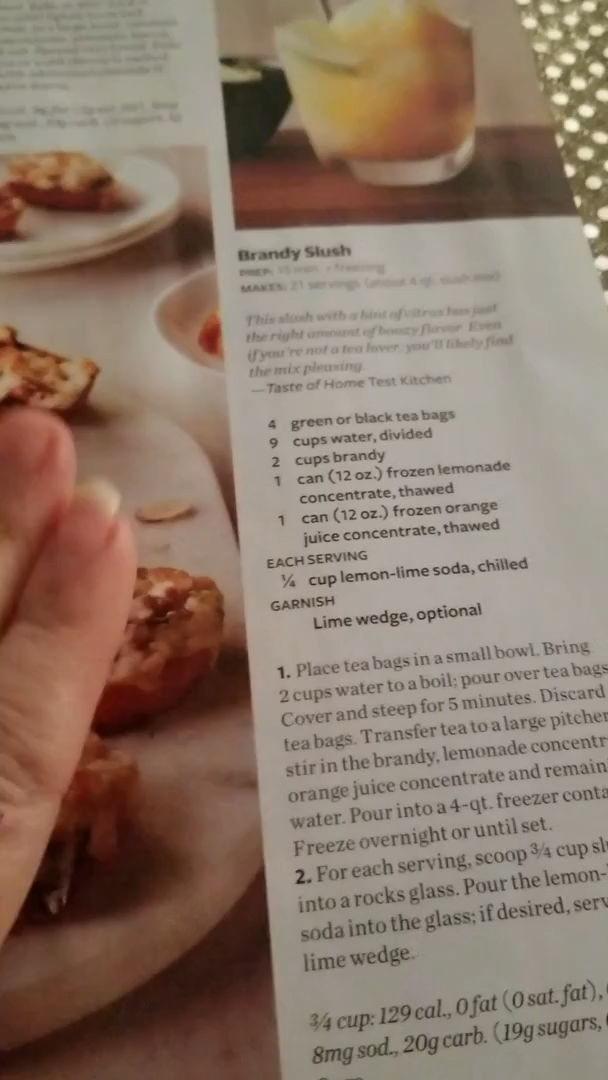 Brandy Slush
PREP: 15 min. + freezing
MAKES: 21 servings (about 4 qt. slush mix)
This slush with a hint of citrus has just
the right amount of boozy flavor. Even
if you're not a tea lover, you'll likely find
the mix pleasing.
—Taste of Home Test Kitchen
4 green or black tea bags
9 cups water, divided
2 cups brandy
1 can (12 oz.) frozen lemonade
concentrate, thawed
1 can (12 oz.) frozen orange
juice concentrate, thawed
EACH SERVING
¼ cup lemon-lime soda, chilled
GARNISH
Lime wedge, optional
1. Place tea bags in a small bowl. Bring
2 cups water to a boil; pour over tea bags
Cover and steep for 5 minutes. Discard
tea bags. Transfer tea to a large pitcher
stir in the brandy, lemonade concentr
orange juice concentrate and remain
water. Pour into a 4-qt. freezer conta
Freeze overnight or until set.
2. For each serving, scoop ¾ cup sl
into a rocks glass. Pour the lemon-
soda into the glass; if desired, serv
lime wedge.
¾ cup: 129 cal., 0 fat (0 sat. fat),
8mg sod., 20g carb. (19g sugars,